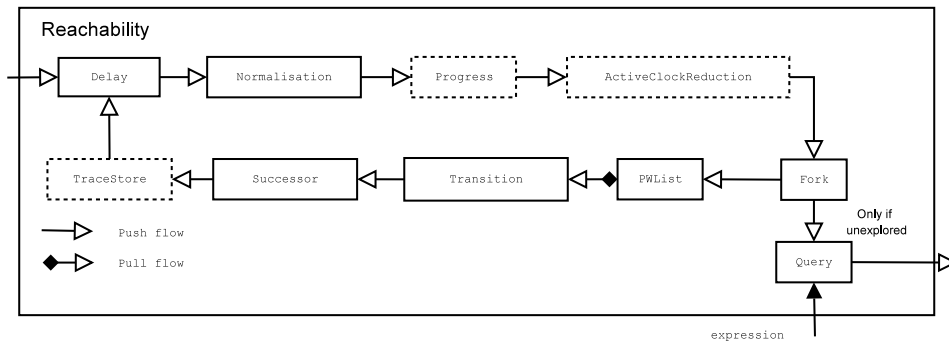 Reachability
Delay
Normalisation
Progress
ActiveClockReduction
TraceStore
Successor
Transition
PWList
Fork
Only if
unexplored
Push flow
Pull flow
Query
expression